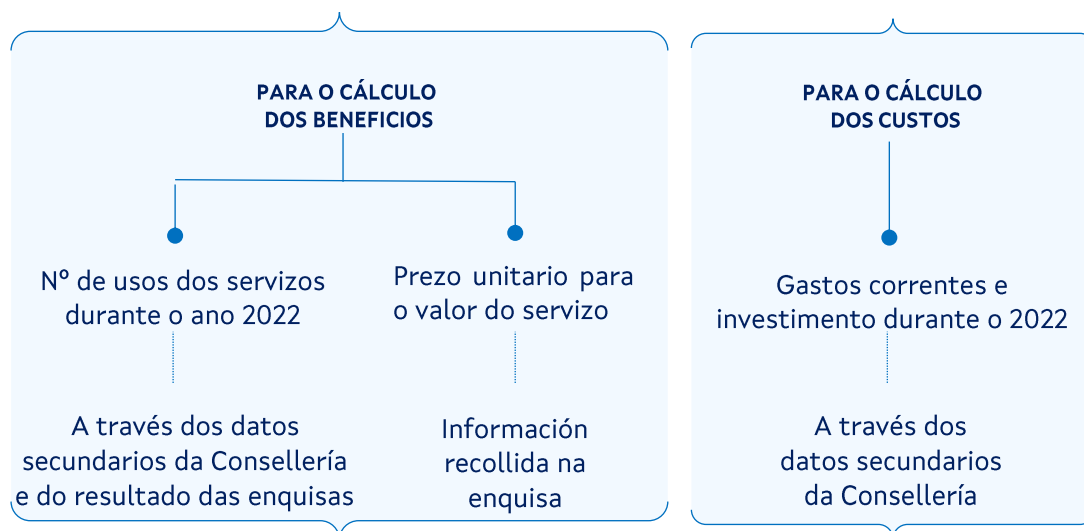 PARA O CÁLCULO
DOS BENEFICIOS
Nº de usos dos servizos
durante o ano 2022
A través dos datos
secundarios da Consellería
e do resultado das enquisas
Prezo unitario para
o valor do servizo
Información
recollida na
enquisa
PARA O CÁLCULO
DOS CUSTOS
Gastos correntes e
investimento durante o 2022
A través dos
datos secundarios
da Consellería